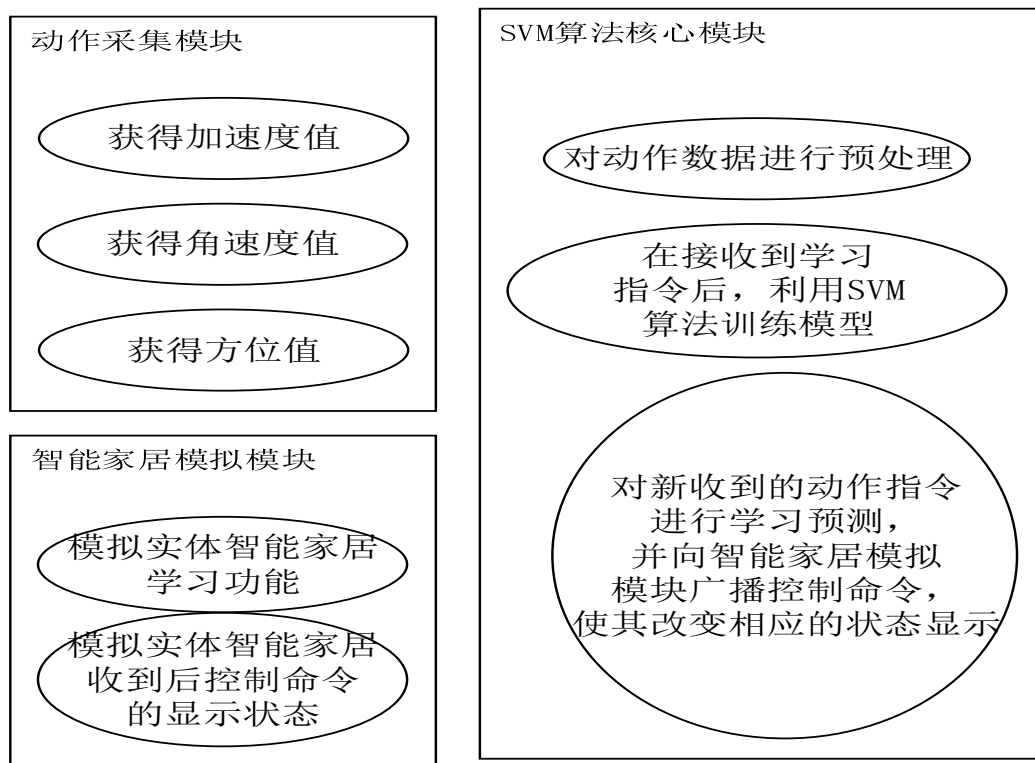 动作采集模块
获得加速度值
获得角速度值
获得方位值
智能家居模拟模块
模拟实体智能家居
学习功能
模拟实体智能家居
收到后控制命令
的显示状态
SVM算法核心模块
对动作数据进行预处理
在接收到学习
指令后，利用SVM
算法训练模型
对新收到的动作指令
进行学习预测，
并向智能家居模拟
模块广播控制命令，
使其改变相应的状态显示